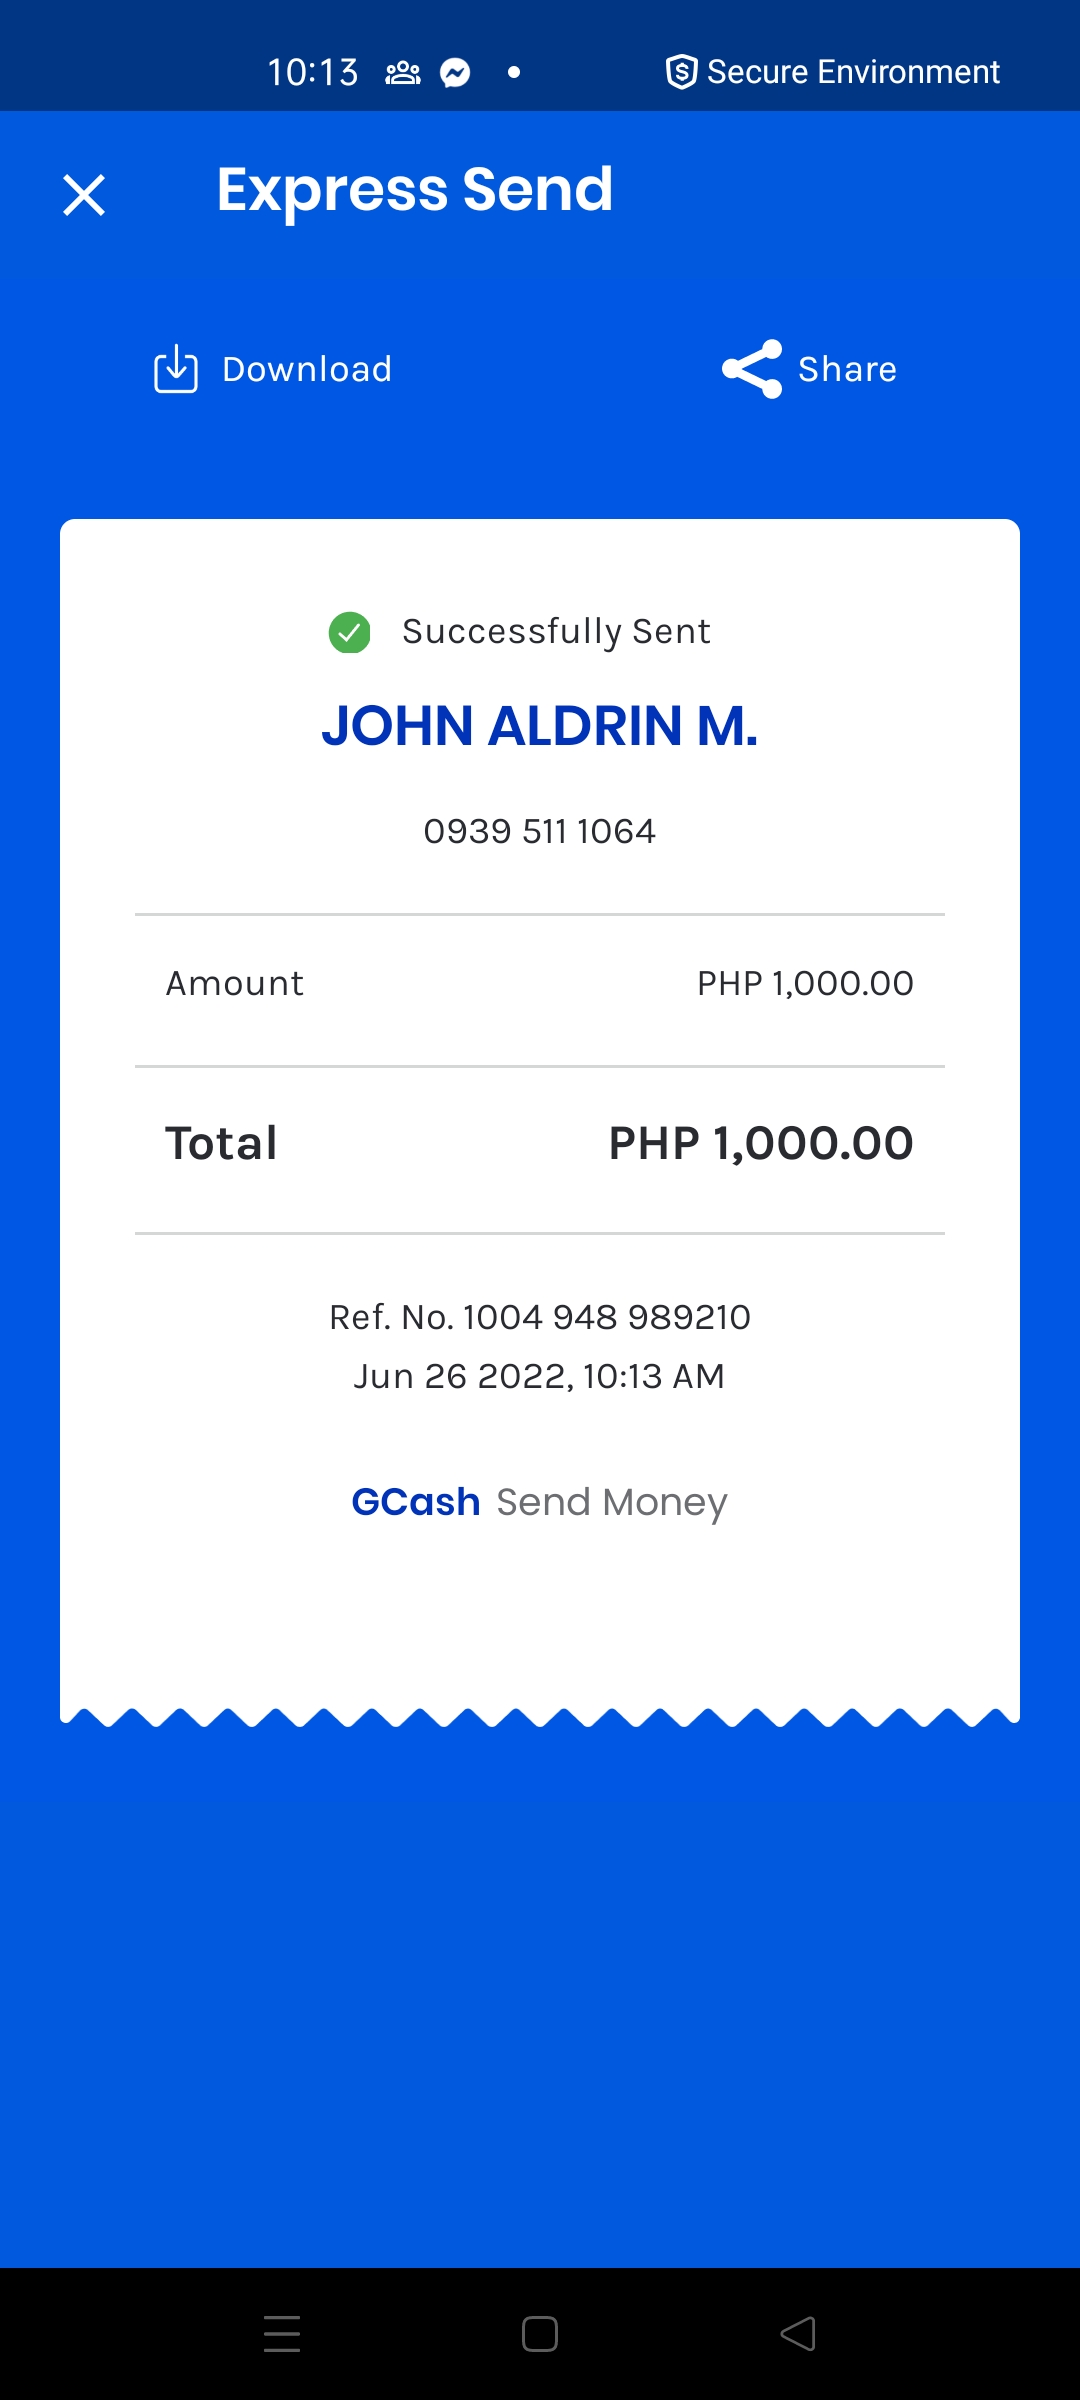 10:13 Secure Environment
Express Send
Download Share
Successfully Sent
JOHN ALDRIN M.
0939 511 1064
Amount PHP 1,000.00
Total PHP 1,000.00
Ref. No. 1004 948 989210
Jun 26 2022, 10:13 AM
GCash Send Money